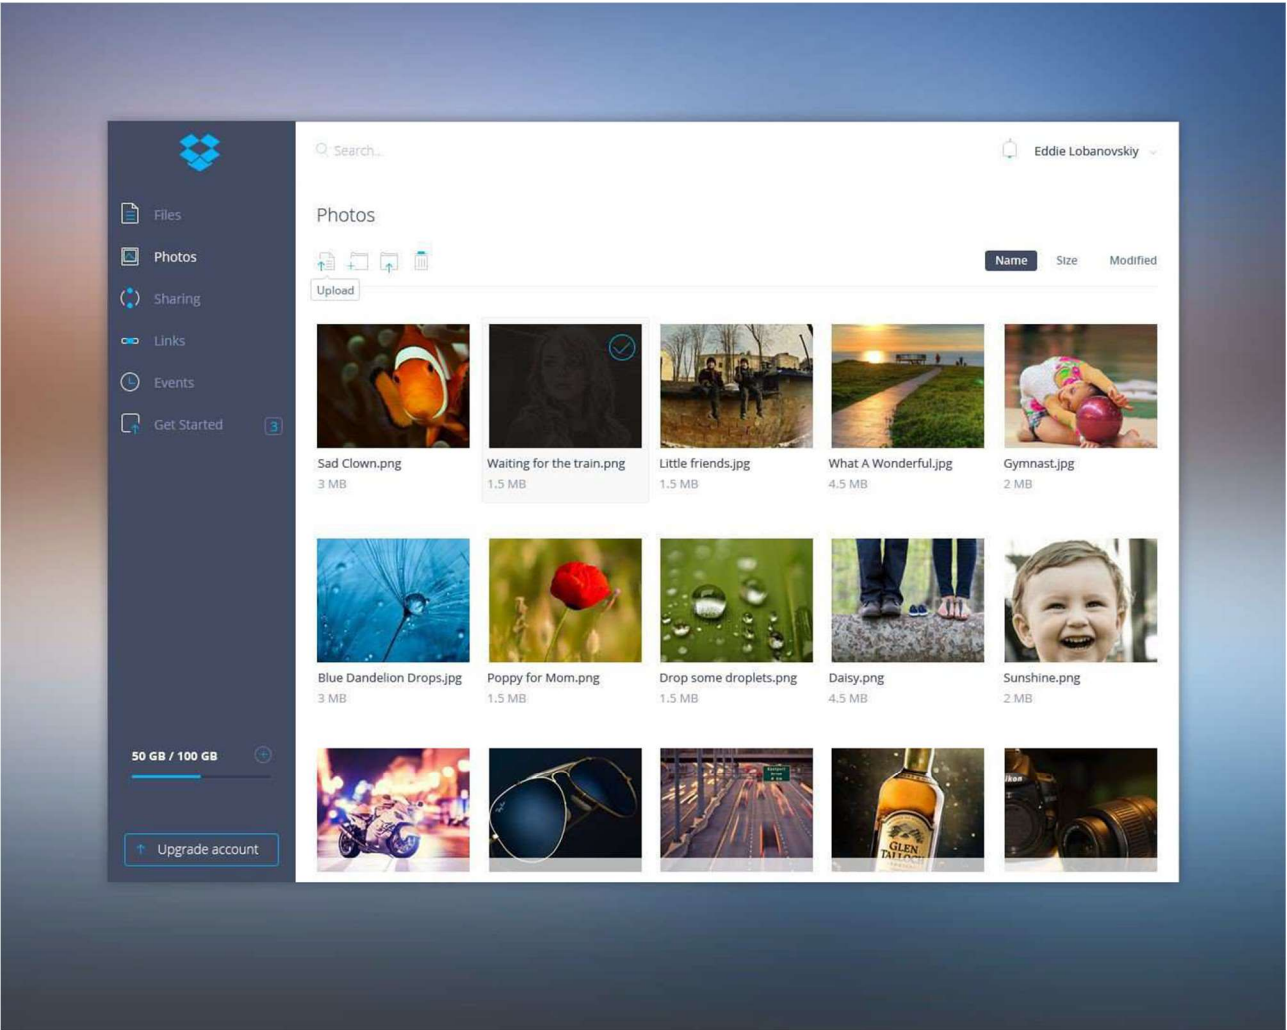 Search...
Eddie Lobanovskiy
Files
Photos
Sharing
Links
Events
Get Started 3
50 GB / 100 GB
Upgrade account
Photos
Name Size Modified
Upload
Sad Clown.png
3 MB
Waiting for the train.png
1.5 MB
Little friends.jpg
1.5 MB
What A Wonderful.jpg
4.5 MB
Gymnast.jpg
2 MB
Blue Dandelion Drops.jpg
3 MB
Poppy for Mom.png
1.5 MB
Drop some droplets.png
1.5 MB
Daisy.png
4.5 MB
Sunshine.png
2 MB
GLEN
TALLOCH